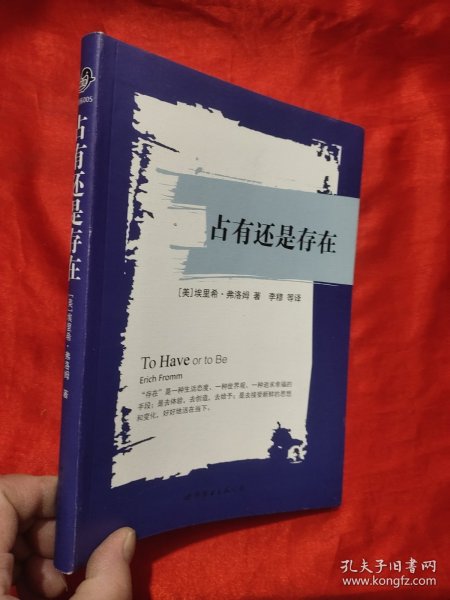 占有还是存在
[美]埃里希·弗洛姆 著 李穆 等译
To Have or to Be
Erich Fromm
“存在”是一种生活态度、一种世界观、一种追求幸福的
手段；是去体验，去创造，去给予；是去接受新鲜的思想
和变化，好好地活在当下。
占有还是存在
[美]埃里希·弗洛姆 著
孔夫子旧书网
www.kongfz.com